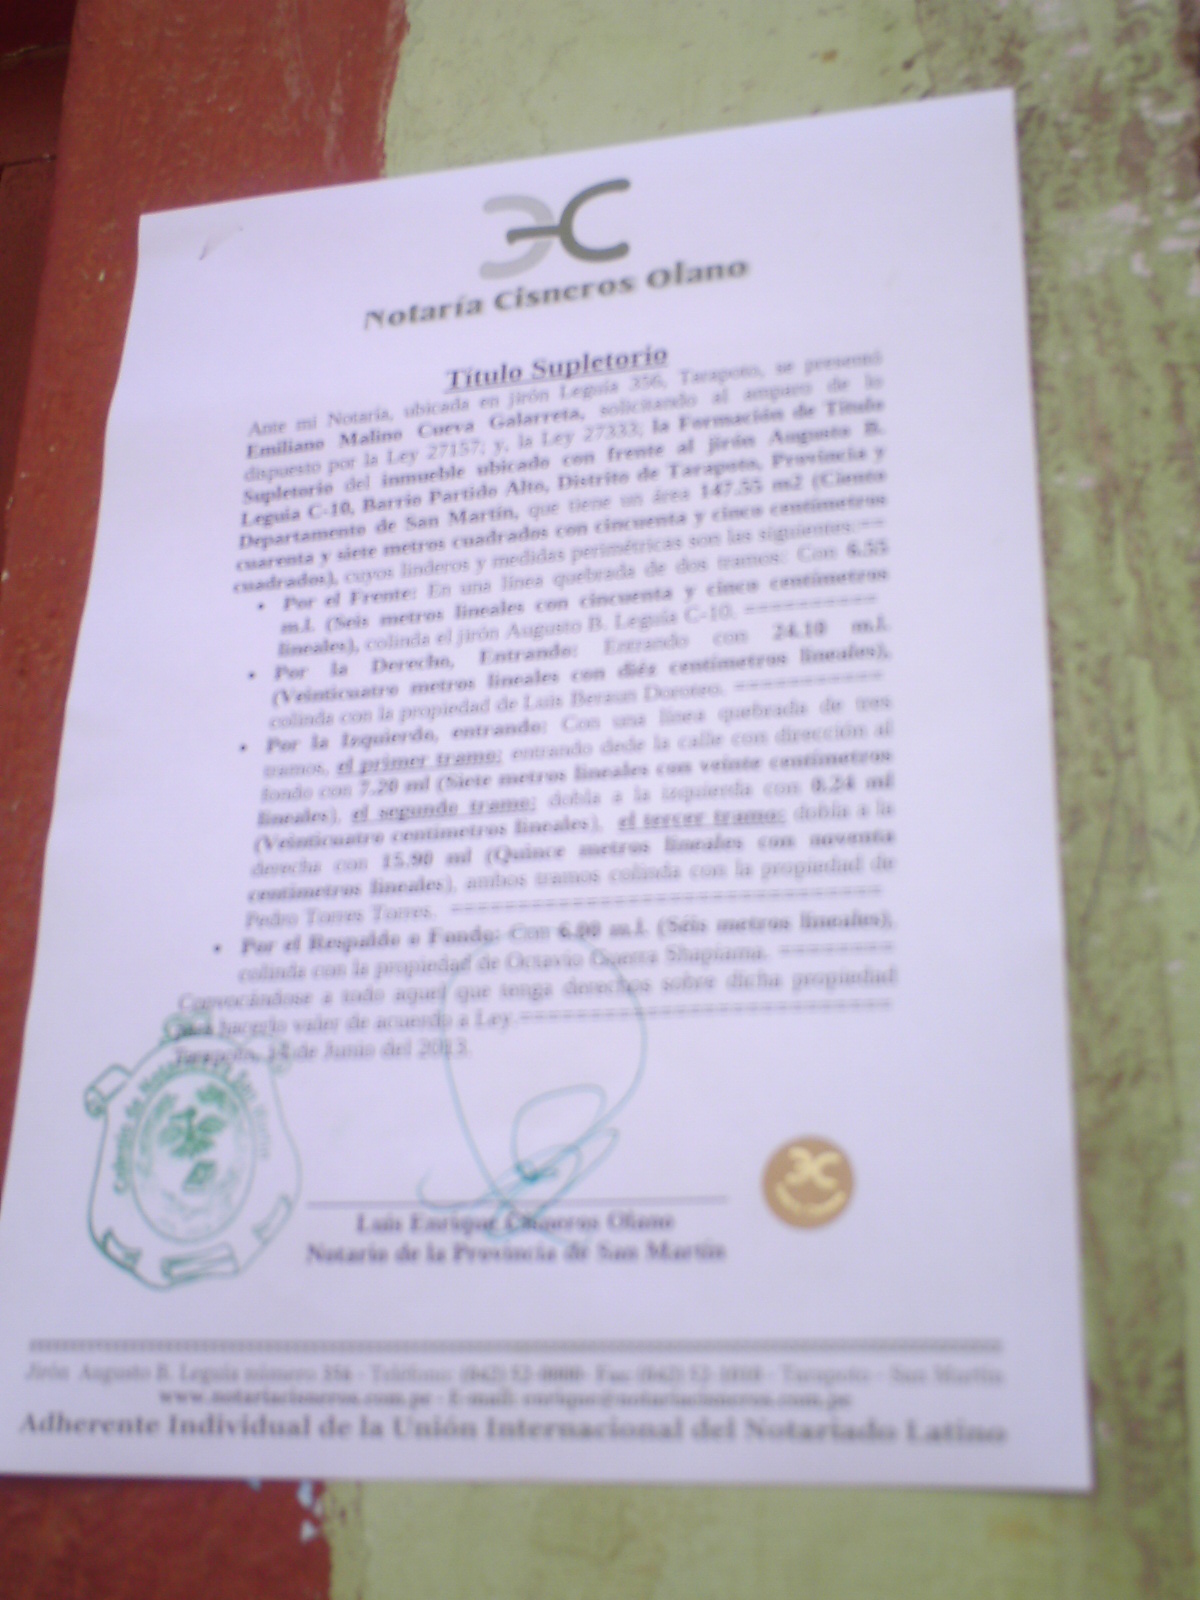 Notaría Cisneros Olano
Título Supletorio
Ante mi Notaría, ubicada en jirón Leguía 356, Tarapoto, se presentó
Emiliano Malino Cueva Galarreta, solicitando al amparo de lo
dispuesto por la Ley 27157; y, la Ley 27333; la Formación de Título
Supletorio del inmueble ubicado con frente al jirón Augusto B.
Leguía C-10, Barrio Partido Alto, Distrito de Tarapoto, Provincia y
Departamento de San Martín, que tiene un área 147.55 m2 (Ciento
cuarenta y siete metros cuadrados con cincuenta y cinco centímetros
cuadrados), cuyos linderos y medidas perimétricas son las siguientes:--
• Por el Frente: En una línea quebrada de dos tramos: Con 6.55
m.l. (Seis metros lineales con cincuenta y cinco centímetros
lineales), colinda el jirón Augusto B. Leguía C-10. ----------
• Por la Derecha, Entrando: Entrando con 24.10 m.l.
(Veinticuatro metros lineales con diéz centímetros lineales),
colinda con la propiedad de Luis Doroteo. -----------
• Por la Izquierdo, entrando: Con una línea quebrada de tres
tramos, el primer tramo: entrando dede la calle con dirección al
fondo con 7.20 ml (Siete metros lineales con veinte centímetros
lineales), el segundo tramo: dobla a la izquierda con 0.24 ml
(Veinticuatro centímetros lineales), el tercer tramo: dobla a la
derecha con 15.90 ml (Quince metros lineales con noventa
centímetros lineales), ambos tramos colinda con la propiedad de
Pedro Torres Torres. --------------------------------
• Por el Respaldo o Fondo: Con 6.00 m.l. (Séis metros lineales),
colinda con la propiedad de Octavio Guerra Shapiama. ---------
Convocándose a todo aquel que tenga derechos sobre dicha propiedad
para hacerlo valer de acuerdo a Ley.----------------------------
Tarapoto, de Junio del 2013.
Colegio de Notarios de San Martín
Luis Enrique Cisneros Olano
Notario de la Provincia de San Martín
Jirón Augusto B. Leguía número 356 - Teléfono: (042) 52- - Fax: (042) 52- - Tarapoto - San Martín
www.notariacisneros.com.pe - E-mail: enrique@notariacisneros.com.pe
Adherente Individual de la Unión Internacional del Notariado Latino